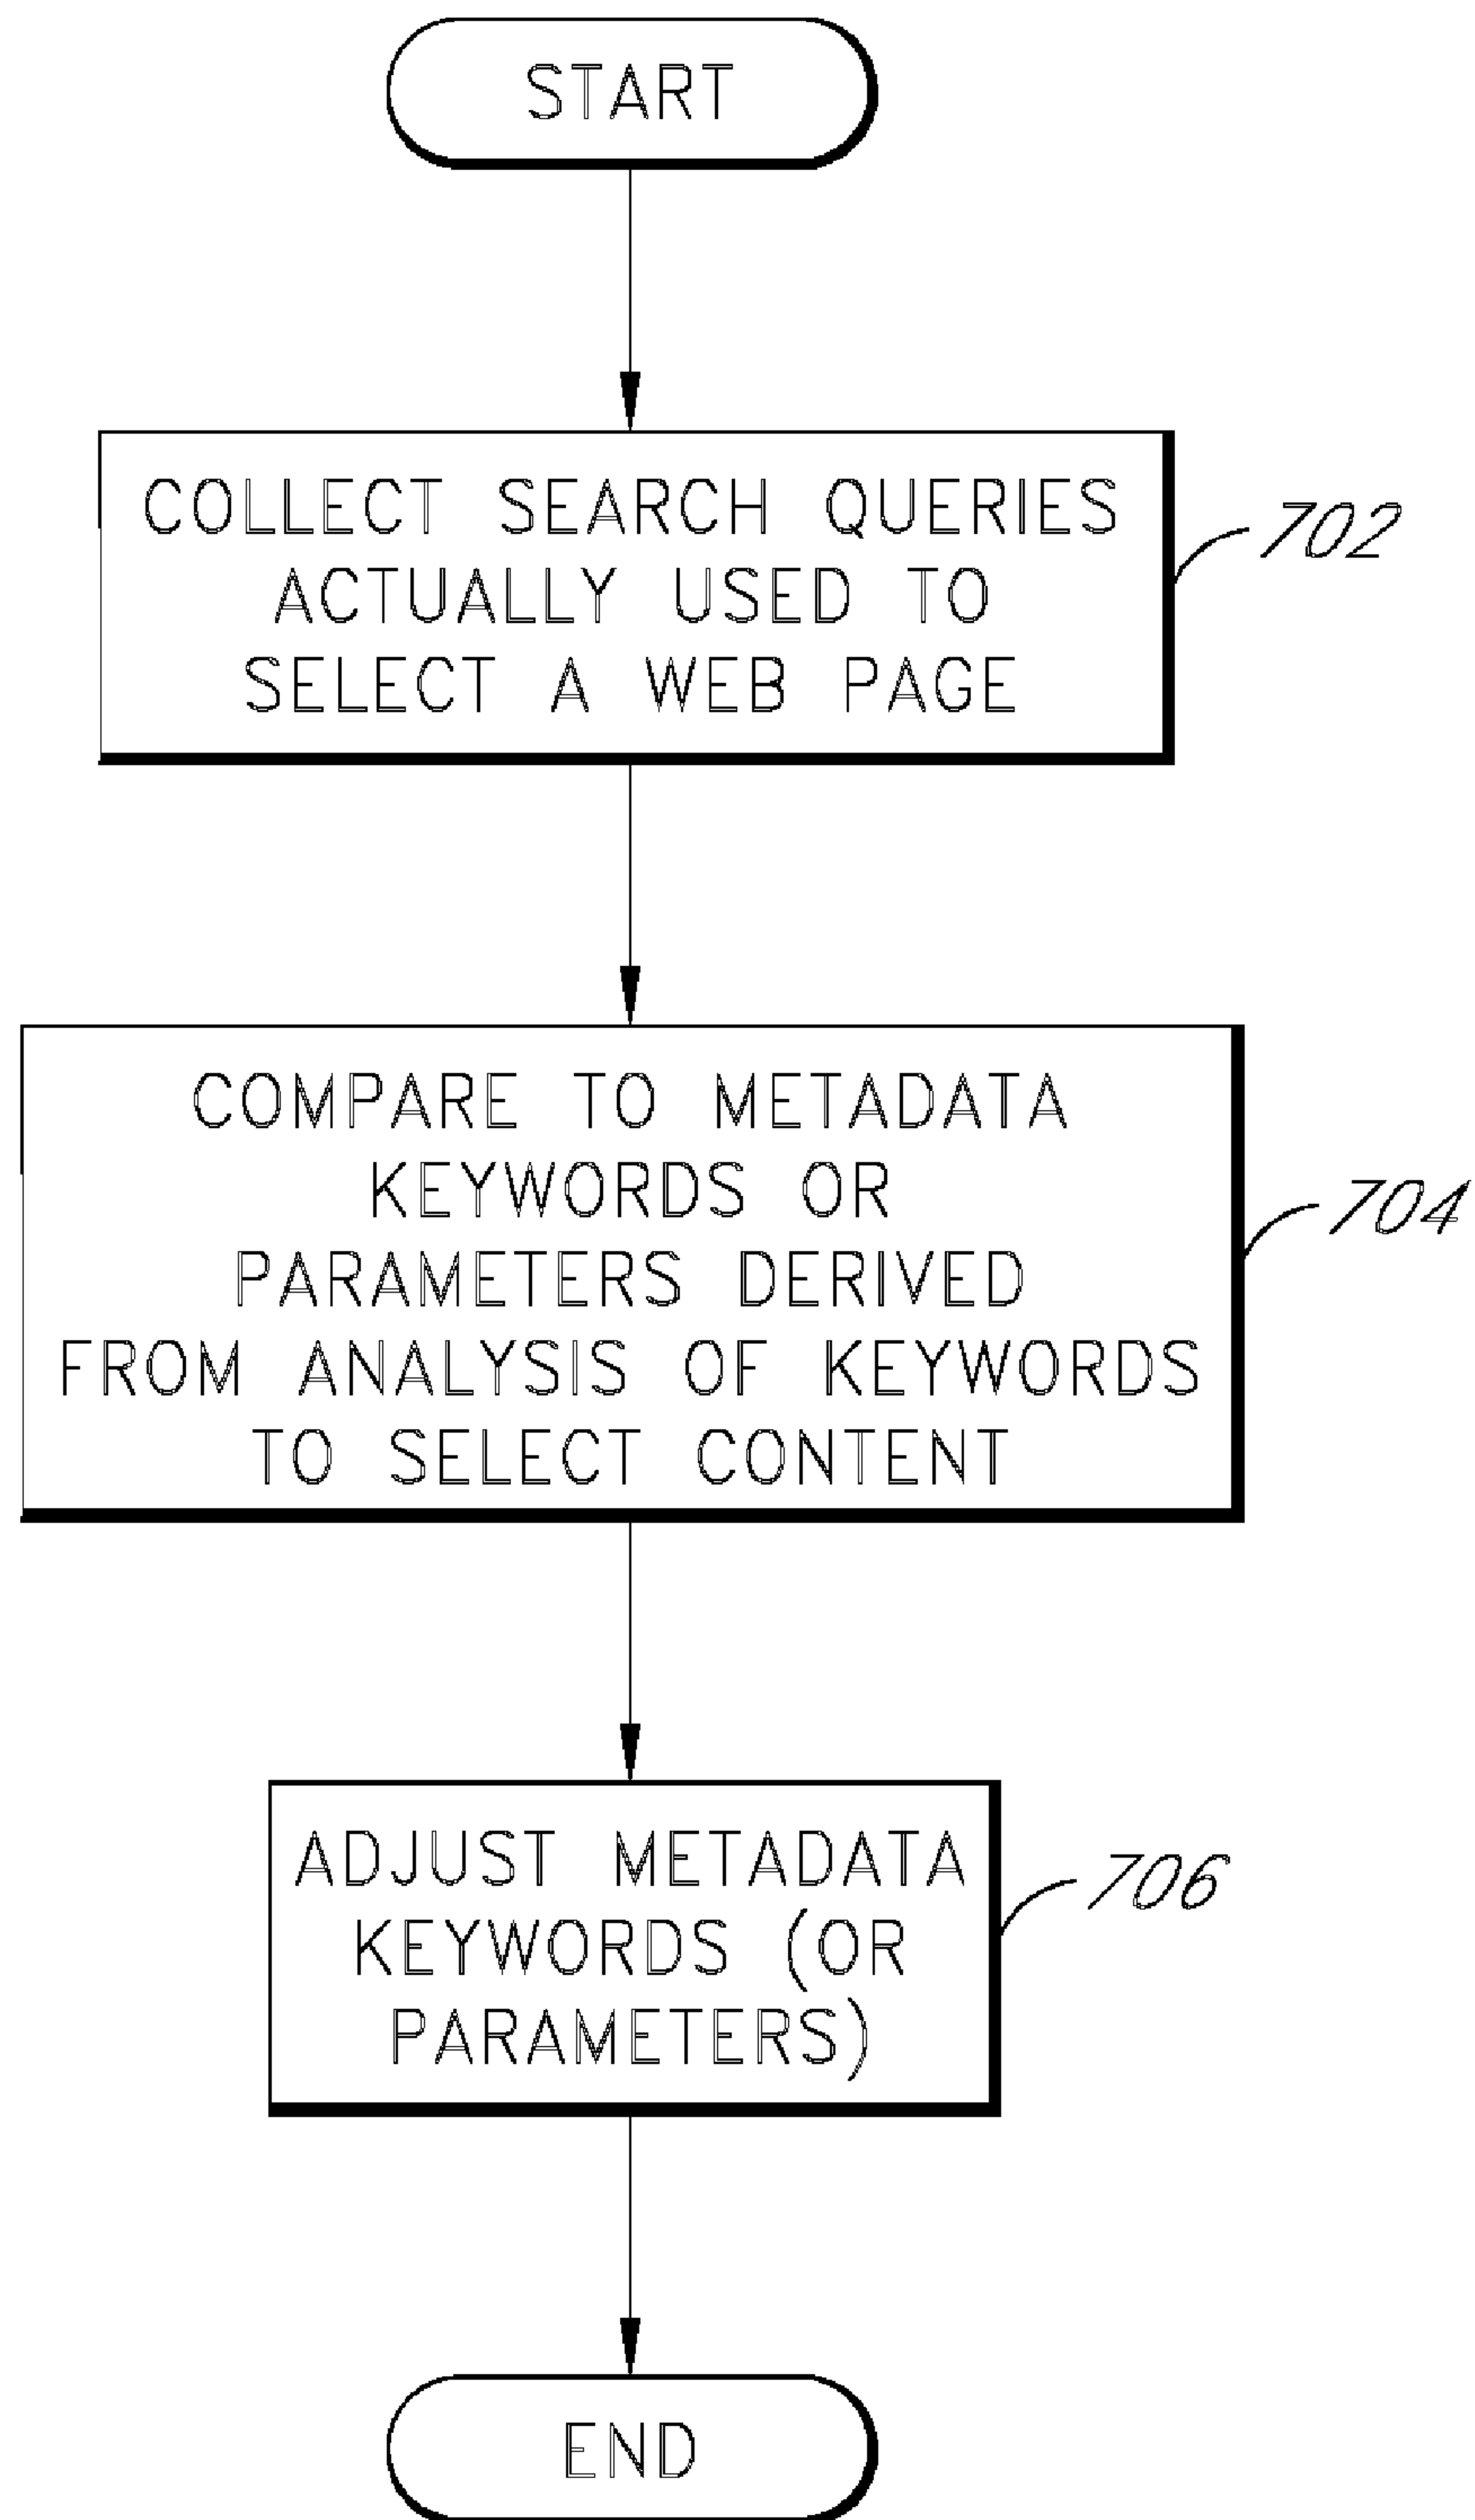 START
COLLECT SEARCH QUERIES
ACTUALLY USED TO
SELECT A WEB PAGE
702
COMPARE TO METADATA
KEYWORDS OR
PARAMETERS DERIVED
FROM ANALYSIS OF KEYWORDS
TO SELECT CONTENT
704
ADJUST METADATA
KEYWORDS (OR
PARAMETERS)
706
END